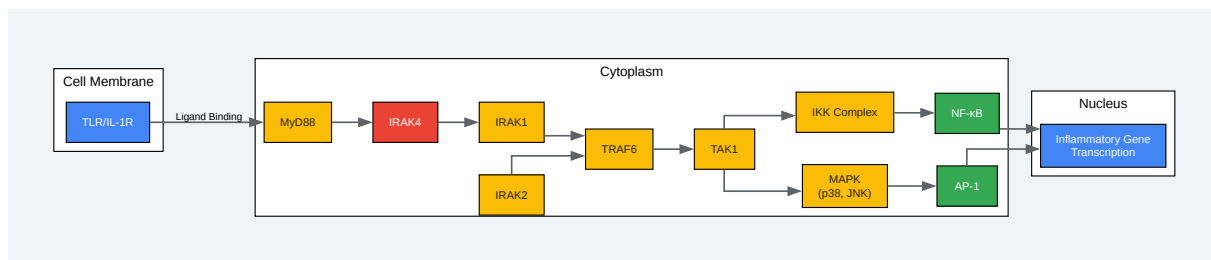 Cell Membrane
TLR/IL-1R
Ligand Binding
Cytoplasm
MyD88
IRAK4
IRAK1
IRAK2
TRAF6
TAK1
IKK Complex
MAPK
(p38, JNK)
NF-κB
AP-1
Nucleus
Inflammatory Gene
Transcription